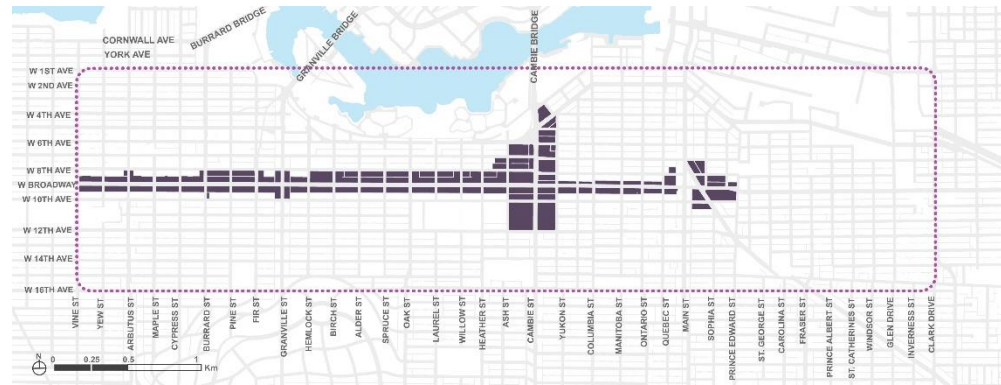 CORNWALL AVE
YORK AVE
BURRARD BRIDGE
GRANVILLE BRIDGE
CAMBIE BRIDGE
W 1ST AVE
W 2ND AVE
W 4TH AVE
W 6TH AVE
W 8TH AVE
W BROADWAY
W 10TH AVE
W 12TH AVE
W 14TH AVE
W 16TH AVE
VINE ST
YEW ST
ARBUTUS ST
MAPLE ST
CYPRESS ST
BURRARD ST
PINE ST
FIR ST
GRANVILLE ST
HEMLOCK ST
BIRCH ST
ALDER ST
SPRUCE ST
OAK ST
LAUREL ST
WILLOW ST
HEATHER ST
ASH ST
CAMBIE ST
YUKON ST
COLUMBIA ST
MANITOBA ST
ONTARIO ST
QUEBEC ST
MAIN ST
SOPHIA ST
PRINCE EDWARD ST
ST. GEORGE ST
CAROLINA ST
FRASER ST
PRINCE ALBERT ST
ST. CATHERINES ST
WINDSOR ST
GLEN DRIVE
INVERNESS ST
CLARK DRIVE
N
0 0.25 0.5 1
Km